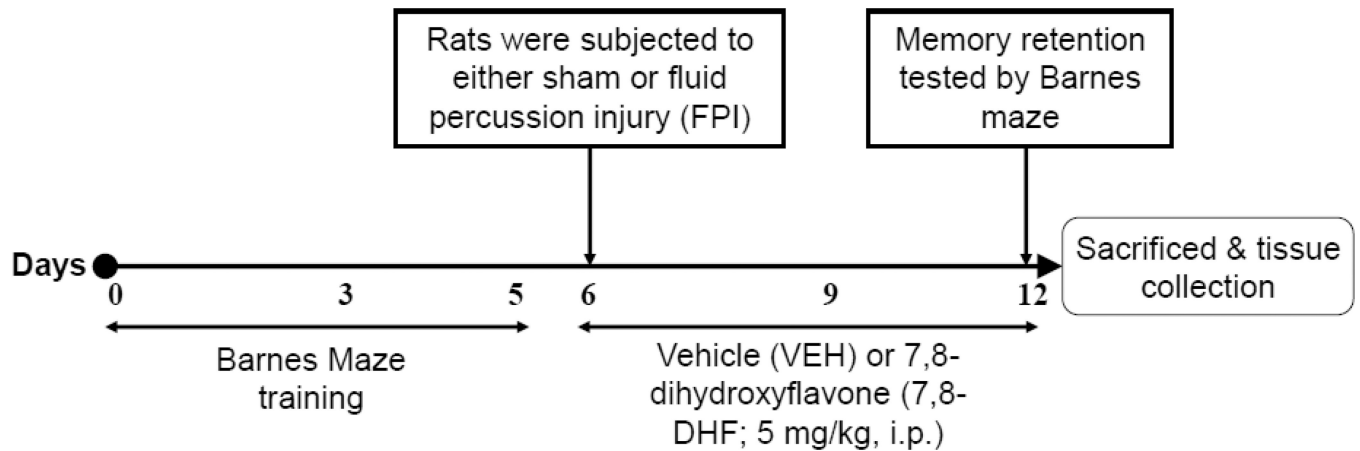 Rats were subjected to
either sham or fluid
percussion injury (FPI)
Memory retention
tested by Barnes
maze
Days
0
3
5
6
9
12
Sacrificed & tissue
collection
Barnes Maze
training
Vehicle (VEH) or 7,8-
dihydroxyflavone (7,8-
DHF; 5 mg/kg, i.p.)